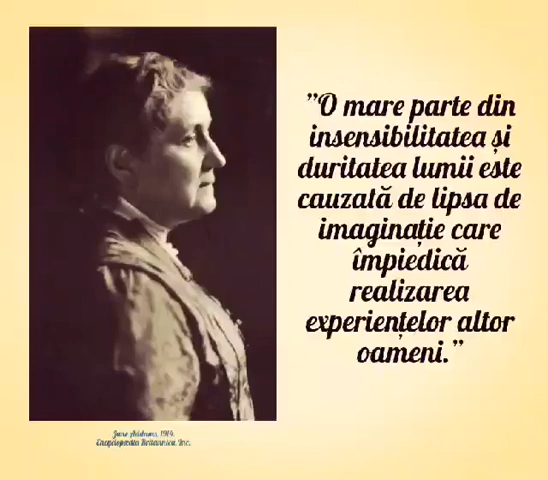 ”O mare parte din
insensibilitatea și
duritatea lumii este
cauzată de lipsa de
imaginație care
împiedică
realizarea
experiențelor altor
oameni.”
Jane Addams, 1914.
Encyclopædia Britannica, Inc.